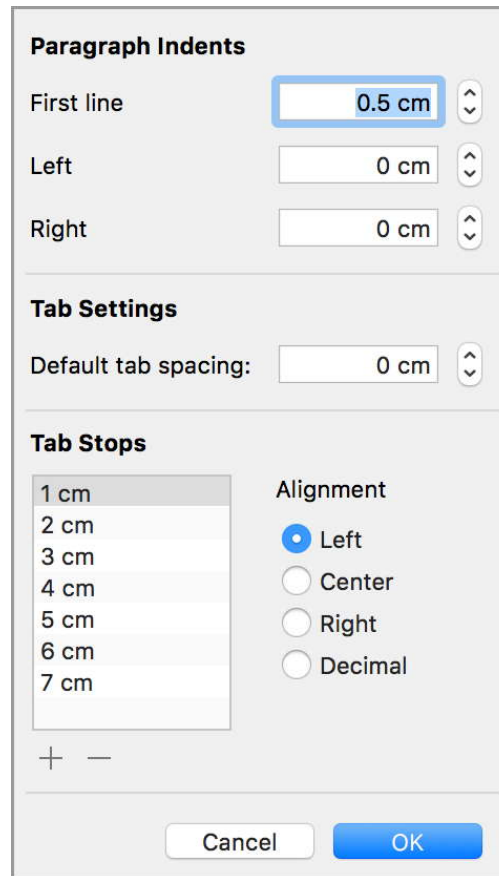 Paragraph Indents
First line 0.5 cm
Left 0 cm
Right 0 cm
Tab Settings
Default tab spacing: 0 cm
Tab Stops
1 cm
2 cm
3 cm
4 cm
5 cm
6 cm
7 cm
Alignment
Left
Center
Right
Decimal
Cancel OK